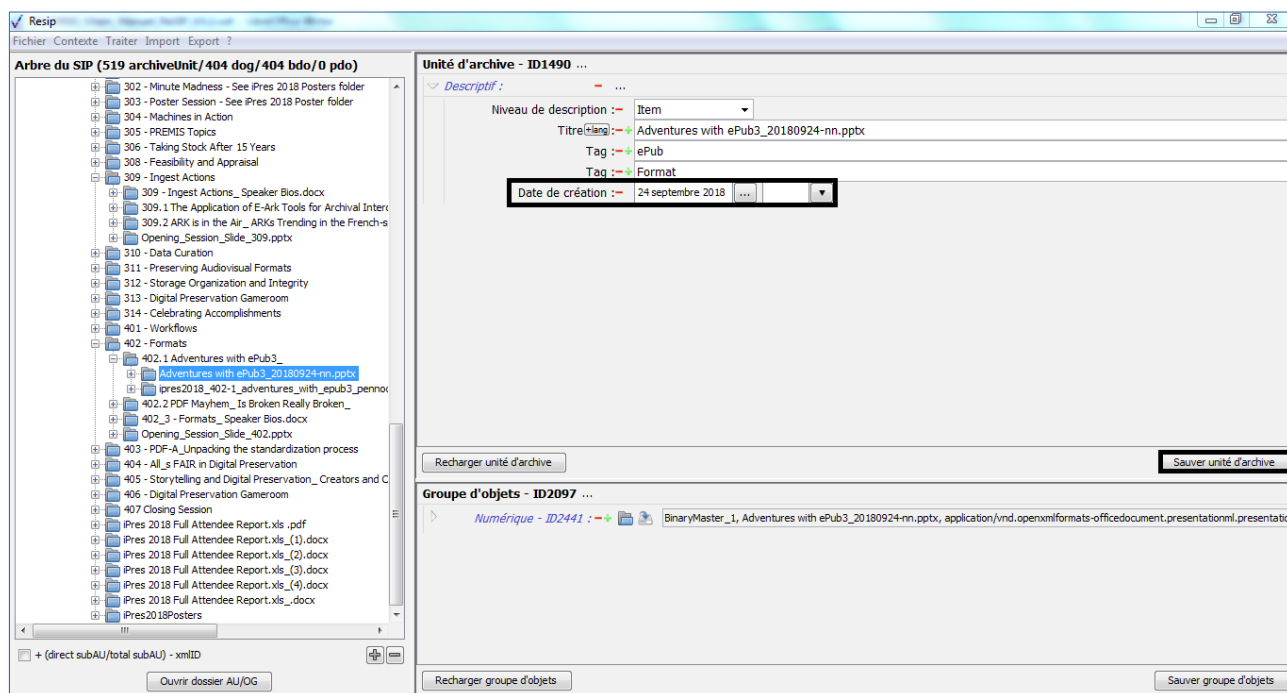 Resip
Fichier Contexte Traiter Import Export ?
Arbre du SIP (519 archiveUnit/404 dog/404 bdo/0 pdo)
302 - Minute Madness - See iPres 2018 Posters folder
303 - Poster Session - See iPres 2018 Poster folder
304 - Machines in Action
305 - PREMIS Topics
306 - Taking Stock After 15 Years
308 - Feasibility and Appraisal
309 - Ingest Actions
309 - Ingest Actions_ Speaker Bios.docx
309.1 The Application of E-Ark Tools for Archival Interc
309.2 ARK is in the Air_ ARKs Trending in the French-s
Opening_Session_Slide_309.pptx
310 - Data Curation
311 - Preserving Audiovisual Formats
312 - Storage Organization and Integrity
313 - Digital Preservation Gameroom
314 - Celebrating Accomplishments
401 - Workflows
402 - Formats
402.1 Adventures with ePub3_
Adventures with ePub3_20180924-nn.pptx
ipres2018_402-1_adventures_with_epub3_pennoc
402.2 PDF Mayhem_ Is Broken Really Broken_
402_3 - Formats_ Speaker Bios.docx
Opening_Session_Slide_402.pptx
403 - PDF-A_Unpacking the standardization process
404 - All_s FAIR in Digital Preservation
405 - Storytelling and Digital Preservation_ Creators and C
406 - Digital Preservation Gameroom
407 Closing Session
iPres 2018 Full Attendee Report.xls .pdf
iPres 2018 Full Attendee Report.xls_(1).docx
iPres 2018 Full Attendee Report.xls_(2).docx
iPres 2018 Full Attendee Report.xls_(3).docx
iPres 2018 Full Attendee Report.xls_(4).docx
iPres 2018 Full Attendee Report.xls_.docx
iPres2018Posters
+ (direct subAU/total subAU) - xmlID
Ouvrir dossier AU/OG
Unité d'archive - ID1490 ...
Descriptif : - ...
Niveau de description :- Item
Titre +lang :-+ Adventures with ePub3_20180924-nn.pptx
Tag :-+ ePub
Tag :-+ Format
Date de création :- 24 septembre 2018 ...
Recharger unité d'archive
Sauver unité d'archive
Groupe d'objets - ID2097 ...
Numérique - ID2441 :-+ BinaryMaster_1, Adventures with ePub3_20180924-nn.pptx, application/vnd.openxmlformats-officedocument.presentationml.presentatio
Recharger groupe d'objets
Sauver groupe d'objets